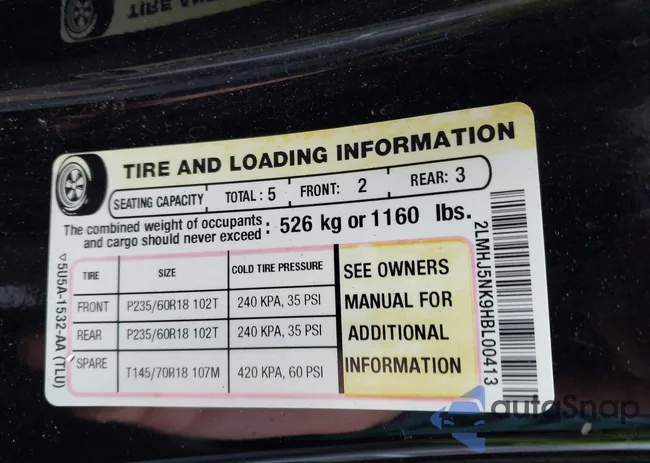 TIRE AND LOADING INFORMATION
SEATING CAPACITY TOTAL : 5 FRONT: 2 REAR: 3
The combined weight of occupants and cargo should never exceed : 526 kg or 1160 lbs.
TIRE SIZE COLD TIRE PRESSURE
FRONT P235/60R18 102T 240 KPA, 35 PSI
REAR P235/60R18 102T 240 KPA, 35 PSI
SPARE T145/70R18 107M 420 KPA, 60 PSI
SEE OWNERS
MANUAL FOR
ADDITIONAL
INFORMATION
▽5U5A-1532-AA (TLU)
2LMHJ5NK9HBL00413
autoSnap